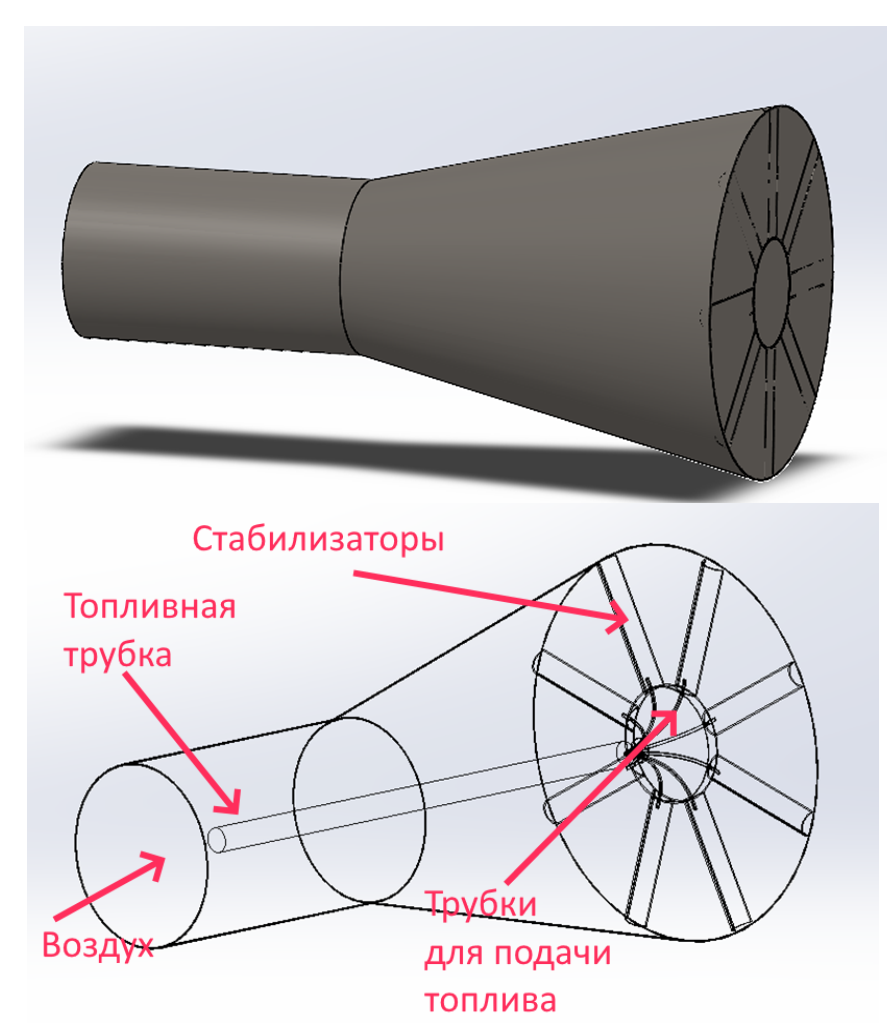 Стабилизаторы
Топливная
трубка
Воздух
Трубки
для подачи
топлива